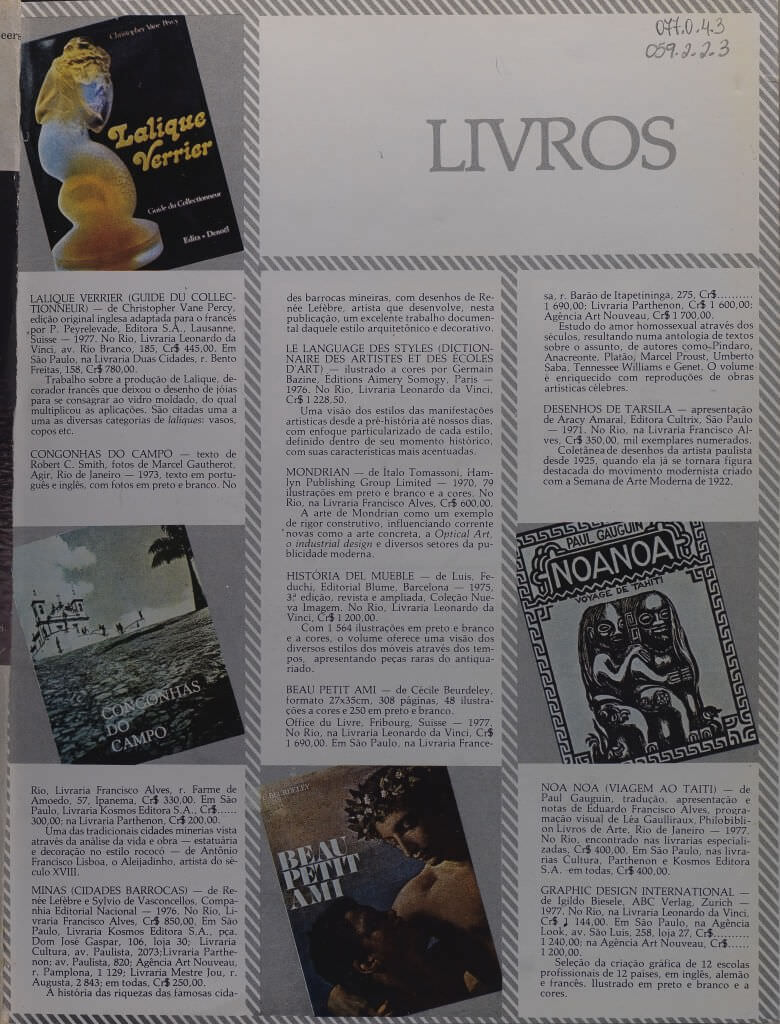 eers
Christopher Vane Percy
Lalique
Verrier
Guide du Collectionneur
Edita • Denoël
077.0.4.3
059.2.2.3
LIVROS
LALIQUE VERRIER (GUIDE DU COLLEC-
TIONNEUR) — de Christopher Vane Percy,
edição original inglesa adaptada para o francês
por P. Peyrelevade, Editora S.A., Lausanne,
Suisse — 1977. No Rio, Livraria Leonardo da
Vinci, av. Rio Branco, 185, Cr$ 445,00. Em
São Paulo, na Livraria Duas Cidades, r. Bento
Freitas, 158, Cr$ 780,00.
Trabalho sobre a produção de Lalique, de-
corador francês que deixou o desenho de jóias
para se consagrar ao vidro moldado, do qual
multiplicou as aplicações. São citadas uma a
uma as diversas categorias de laliques: vasos,
copos etc.
CONGONHAS DO CAMPO — texto de
Robert C. Smith, fotos de Marcel Gautherot,
Agir, Rio de Janeiro — 1973, texto em portu-
guês e inglês, com fotos em preto e branco. No
CONGONHAS
DO
CAMPO
Rio, Livraria Francisco Alves, r. Farme de
Amoedo, 57, Ipanema, Cr$ 330,00. Em São
Paulo, Livraria Kosmos Editora S.A., Cr$.....
300,00; na Livraria Parthenon, Cr$ 200,00.
Uma das tradicionais cidades minerias vista
através da análise da vida e obra — estatuária
e decoração no estilo rococó — de Antônio
Francisco Lisboa, o Aleijadinho, artista do sé-
culo XVIII.
MINAS (CIDADES BARROCAS) — de Re-
née Lefèbre e Sylvio de Vasconcellos, Compa-
nhia Editorial Nacional — 1976. No Rio, Li-
vraria Francisco Alves, Cr$ 850,00. Em São
Paulo, Livraria Kosmos Editora S.A., pça.
Dom José Gaspar, 106, loja 30; Livraria
Cultura, av. Paulista, 2073; Livraria Parthe-
non; av. Paulista, 820; Agência Art Nouveau,
r. Pamplona, 1 129; Livraria Mestre Jou, r.
Augusta, 2 843; em todas, Cr$ 250,00.
A história das riquezas das famosas cida-
des barrocas mineiras, com desenhos de Re-
née Lefèbre, artista que desenvolve, nesta
publicação, um excelente trabalho documen-
tal daquele estilo arquitetônico e decorativo.
LE LANGUAGE DES STYLES (DICTION-
NAIRE DES ARTISTES ET DES ÉCOLES
D'ART) — ilustrado a cores por Germain
Bazine, Editions Aimery Somogy, Paris —
1976. No Rio, Livraria Leonardo da Vinci,
Cr$ 1 228,50.
Uma visão dos estilos das manifestações
artísticas desde a pré-história até nossos dias,
com enfoque particularizado de cada estilo,
definido dentro de seu momento histórico,
com suas características mais acentuadas.
MONDRIAN — de Italo Tomassoni, Ham-
lyn Publishing Group Limited — 1970, 79
ilustrações em preto e branco e a cores. No
Rio, na Livraria Francisco Alves, Cr$ 600,00.
A arte de Mondrian como um exemplo
de rigor construtivo, influenciando corrente
novas como a arte concreta, a Optical Art,
o industrial design e diversos setores da pu-
blicidade moderna.
HISTÓRIA DEL MUEBLE — de Luis, Fe-
duchi, Editorial Blume, Barcelona — 1975,
3.ª edição, revista e ampliada, Coleção Nue-
va Imagem. No Rio, Livraria Leonardo da
Vinci, Cr$ 1 200,00.
Com 1 564 ilustrações em preto e branco
e a cores, o volume oferece uma visão dos
diversos estilos dos móveis através dos tem-
pos, apresentando peças raras do antiqua-
riado.
BEAU PETIT AMI — de Cécile Beurdeley,
formato 27x35cm, 308 páginas, 48 ilustra-
ções a cores e 250 em preto e branco.
Office du Livre, Fribourg, Suisse — 1977,
No Rio, na Livraria Leonardo da Vinci, Cr$
1 690,00. Em São Paulo, na Livraria France-
BEURDELEY
BEAU
PETIT
AMI
sa, r. Barão de Itapetininga, 275, Cr$..........
1 690,00; Livraria Parthenon, Cr$ 1 600,00;
Agência Art Nouveau, Cr$ 1 700,00.
Estudo do amor homossexual através dos
séculos, resultando numa antologia de textos
sobre o assunto, de autores como Píndaro,
Anacreonte, Platão, Marcel Proust, Umberto
Saba, Tennessee Williams e Genet. O volume
é enriquecido com reproduções de obras
artísticas célebres.
DESENHOS DE TARSILA — apresentação
de Aracy Amaral, Editora Cultrix, São Paulo
— 1971. No Rio, na Livraria Francisco Al-
ves, Cr$ 350,00, mil exemplares numerados.
Coletânea de desenhos da artista paulista
desde 1925, quando ela já se tornara figura
destacada do movimento modernista criado
com a Semana de Arte Moderna de 1922.
PAUL GAUGUIN
NOANOA
VOYAGE DE TAHITI
NOA NOA (VIAGEM AO TAITI) — de
Paul Gauguin, tradução, apresentação e
notas de Eduardo Francisco Alves, progra-
mação visual de Léa Gaulliraux, Philobibli-
on Livros de Arte, Rio de Janeiro — 1977.
No Rio, encontrado nas livrarias especiali-
zadas, Cr$ 400,00. Em São Paulo, nas livra-
rias Cultura, Parthenon e Kosmos Editora
S.A. em todas, Cr$ 400,00.
GRAPHIC DESIGN INTERNATIONAL —
de Igildo Biesele, ABC Verlag, Zurich —
1977. No Rio, na Livraria Leonardo da Vinci,
Cr$ 1 144,00. Em São Paulo, na Agência
Look, av. São Luis, 258, loja 27, Cr$..........
1 240,00; na Agência Art Nouveau, Cr$......
1 200,00.
Seleção da criação gráfica de 12 escolas
profissionais de 12 países, em inglês, alemão
e francês. Ilustrado em preto e branco e a
cores.